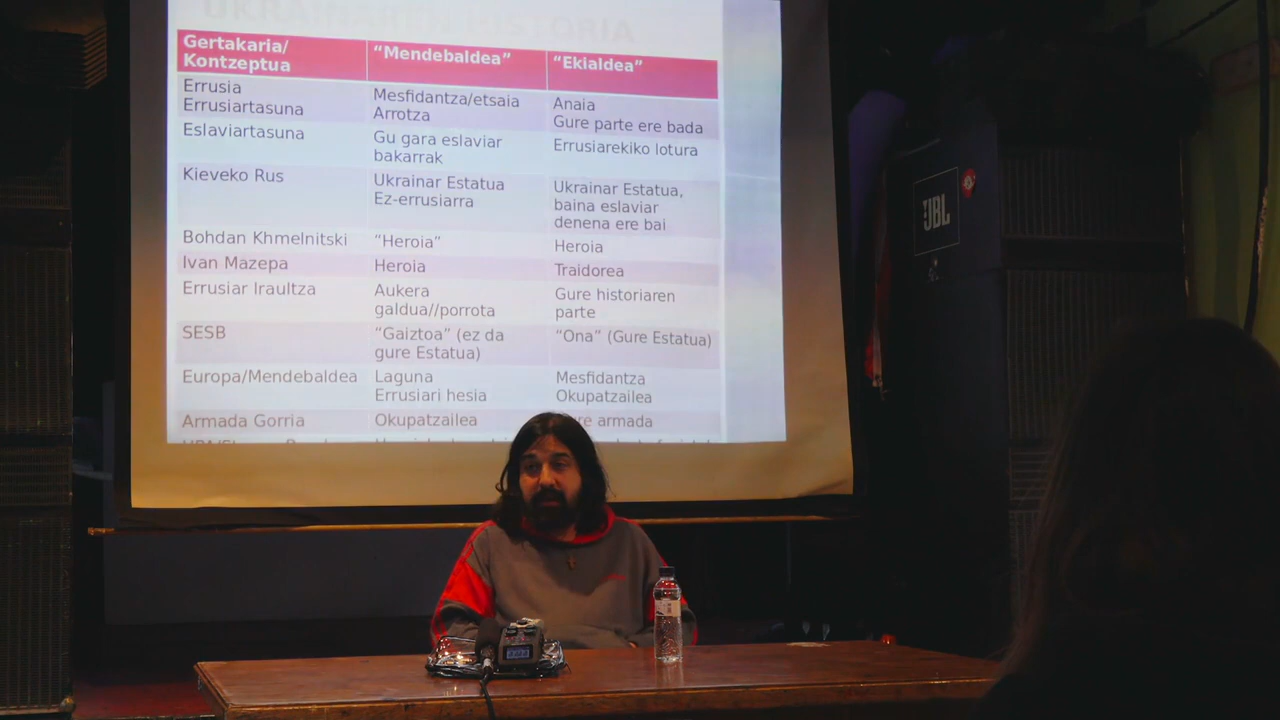 UKRAINAREN HISTORIA
Gertakaria/
Kontzeptua
“Mendebaldea”
“Ekialdea”
Errusia
Errusiartasuna
Mesfidantza/etsaia
Arrotza
Anaia
Gure parte ere bada
Eslaviartasuna
Gu gara eslaviar
bakarrak
Errusiarekiko lotura
Kieveko Rus
Ukrainar Estatua
Ez-errusiarra
Ukrainar Estatua,
baina eslaviar
denena ere bai
Bohdan Khmelnitski
“Heroia”
Heroia
Ivan Mazepa
Heroia
Traidorea
Errusiar Iraultza
Aukera
galdua//porrota
Gure historiaren
parte
SESB
“Gaiztoa” (ez da
gure Estatua)
“Ona” (Gure Estatua)
Europa/Mendebaldea
Laguna
Errusiari hesia
Mesfidantza
Okupatzailea
Armada Gorria
Okupatzailea
armada
JBL